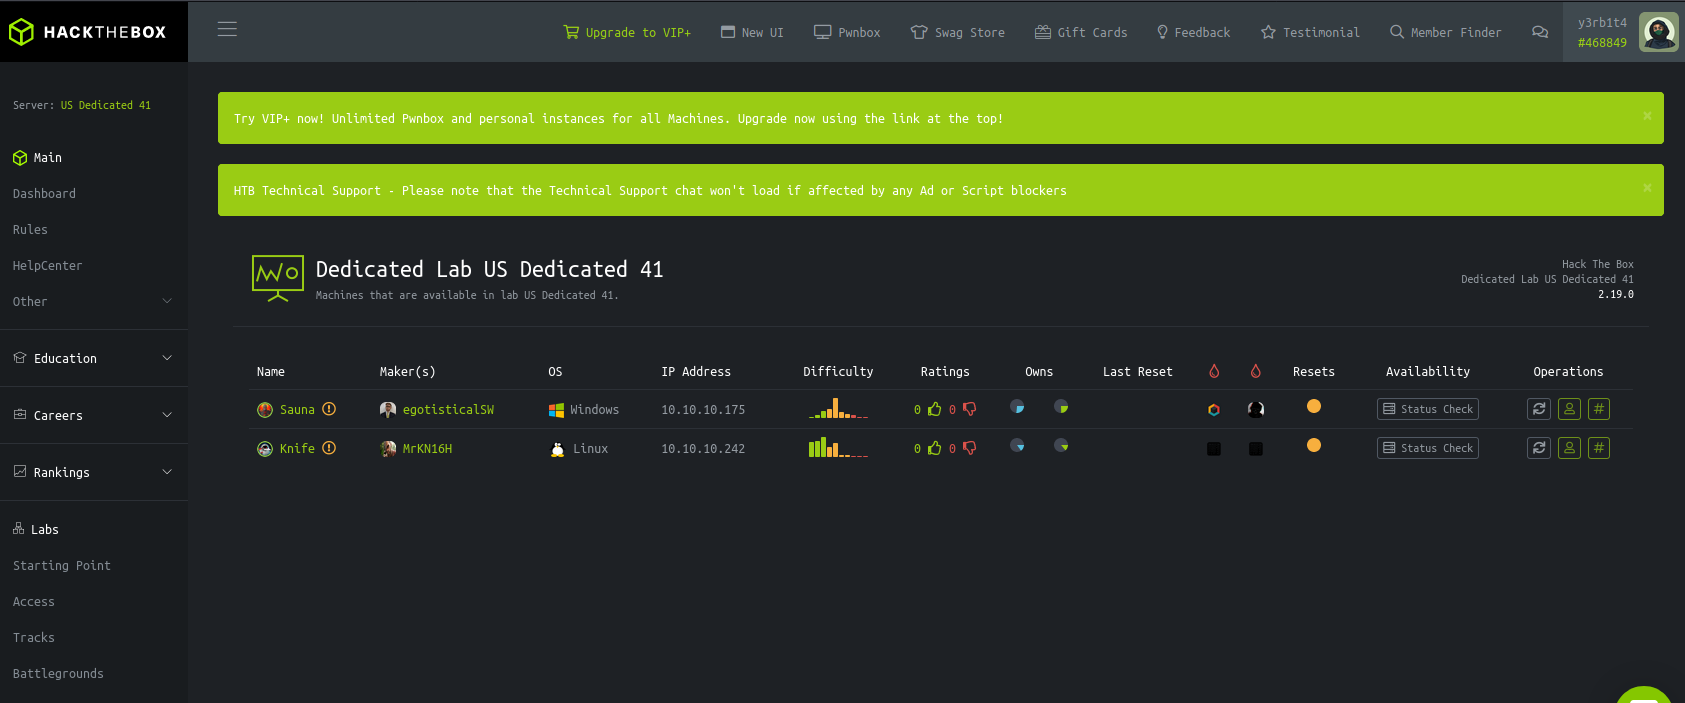 HACKTHEBOX
Upgrade to VIP+ New UI Pwnbox Swag Store Gift Cards Feedback Testimonial Member Finder
y3rb1t4
#468849
Server: US Dedicated 41
Main
Dashboard
Rules
HelpCenter
Other
Education
Careers
Rankings
Labs
Starting Point
Access
Tracks
Battlegrounds
Try VIP+ now! Unlimited Pwnbox and personal instances for all Machines. Upgrade now using the link at the top!
×
HTB Technical Support - Please note that the Technical Support chat won't load if affected by any Ad or Script blockers
×
Dedicated Lab US Dedicated 41
Machines that are available in lab US Dedicated 41.
Hack The Box
Dedicated Lab US Dedicated 41
2.19.0
Name Maker(s) OS IP Address Difficulty Ratings Owns Last Reset Resets Availability Operations
Sauna egotisticalSW Windows 10.10.10.175 0 0 Status Check #
Knife MrKN16H Linux 10.10.10.242 0 0 Status Check #